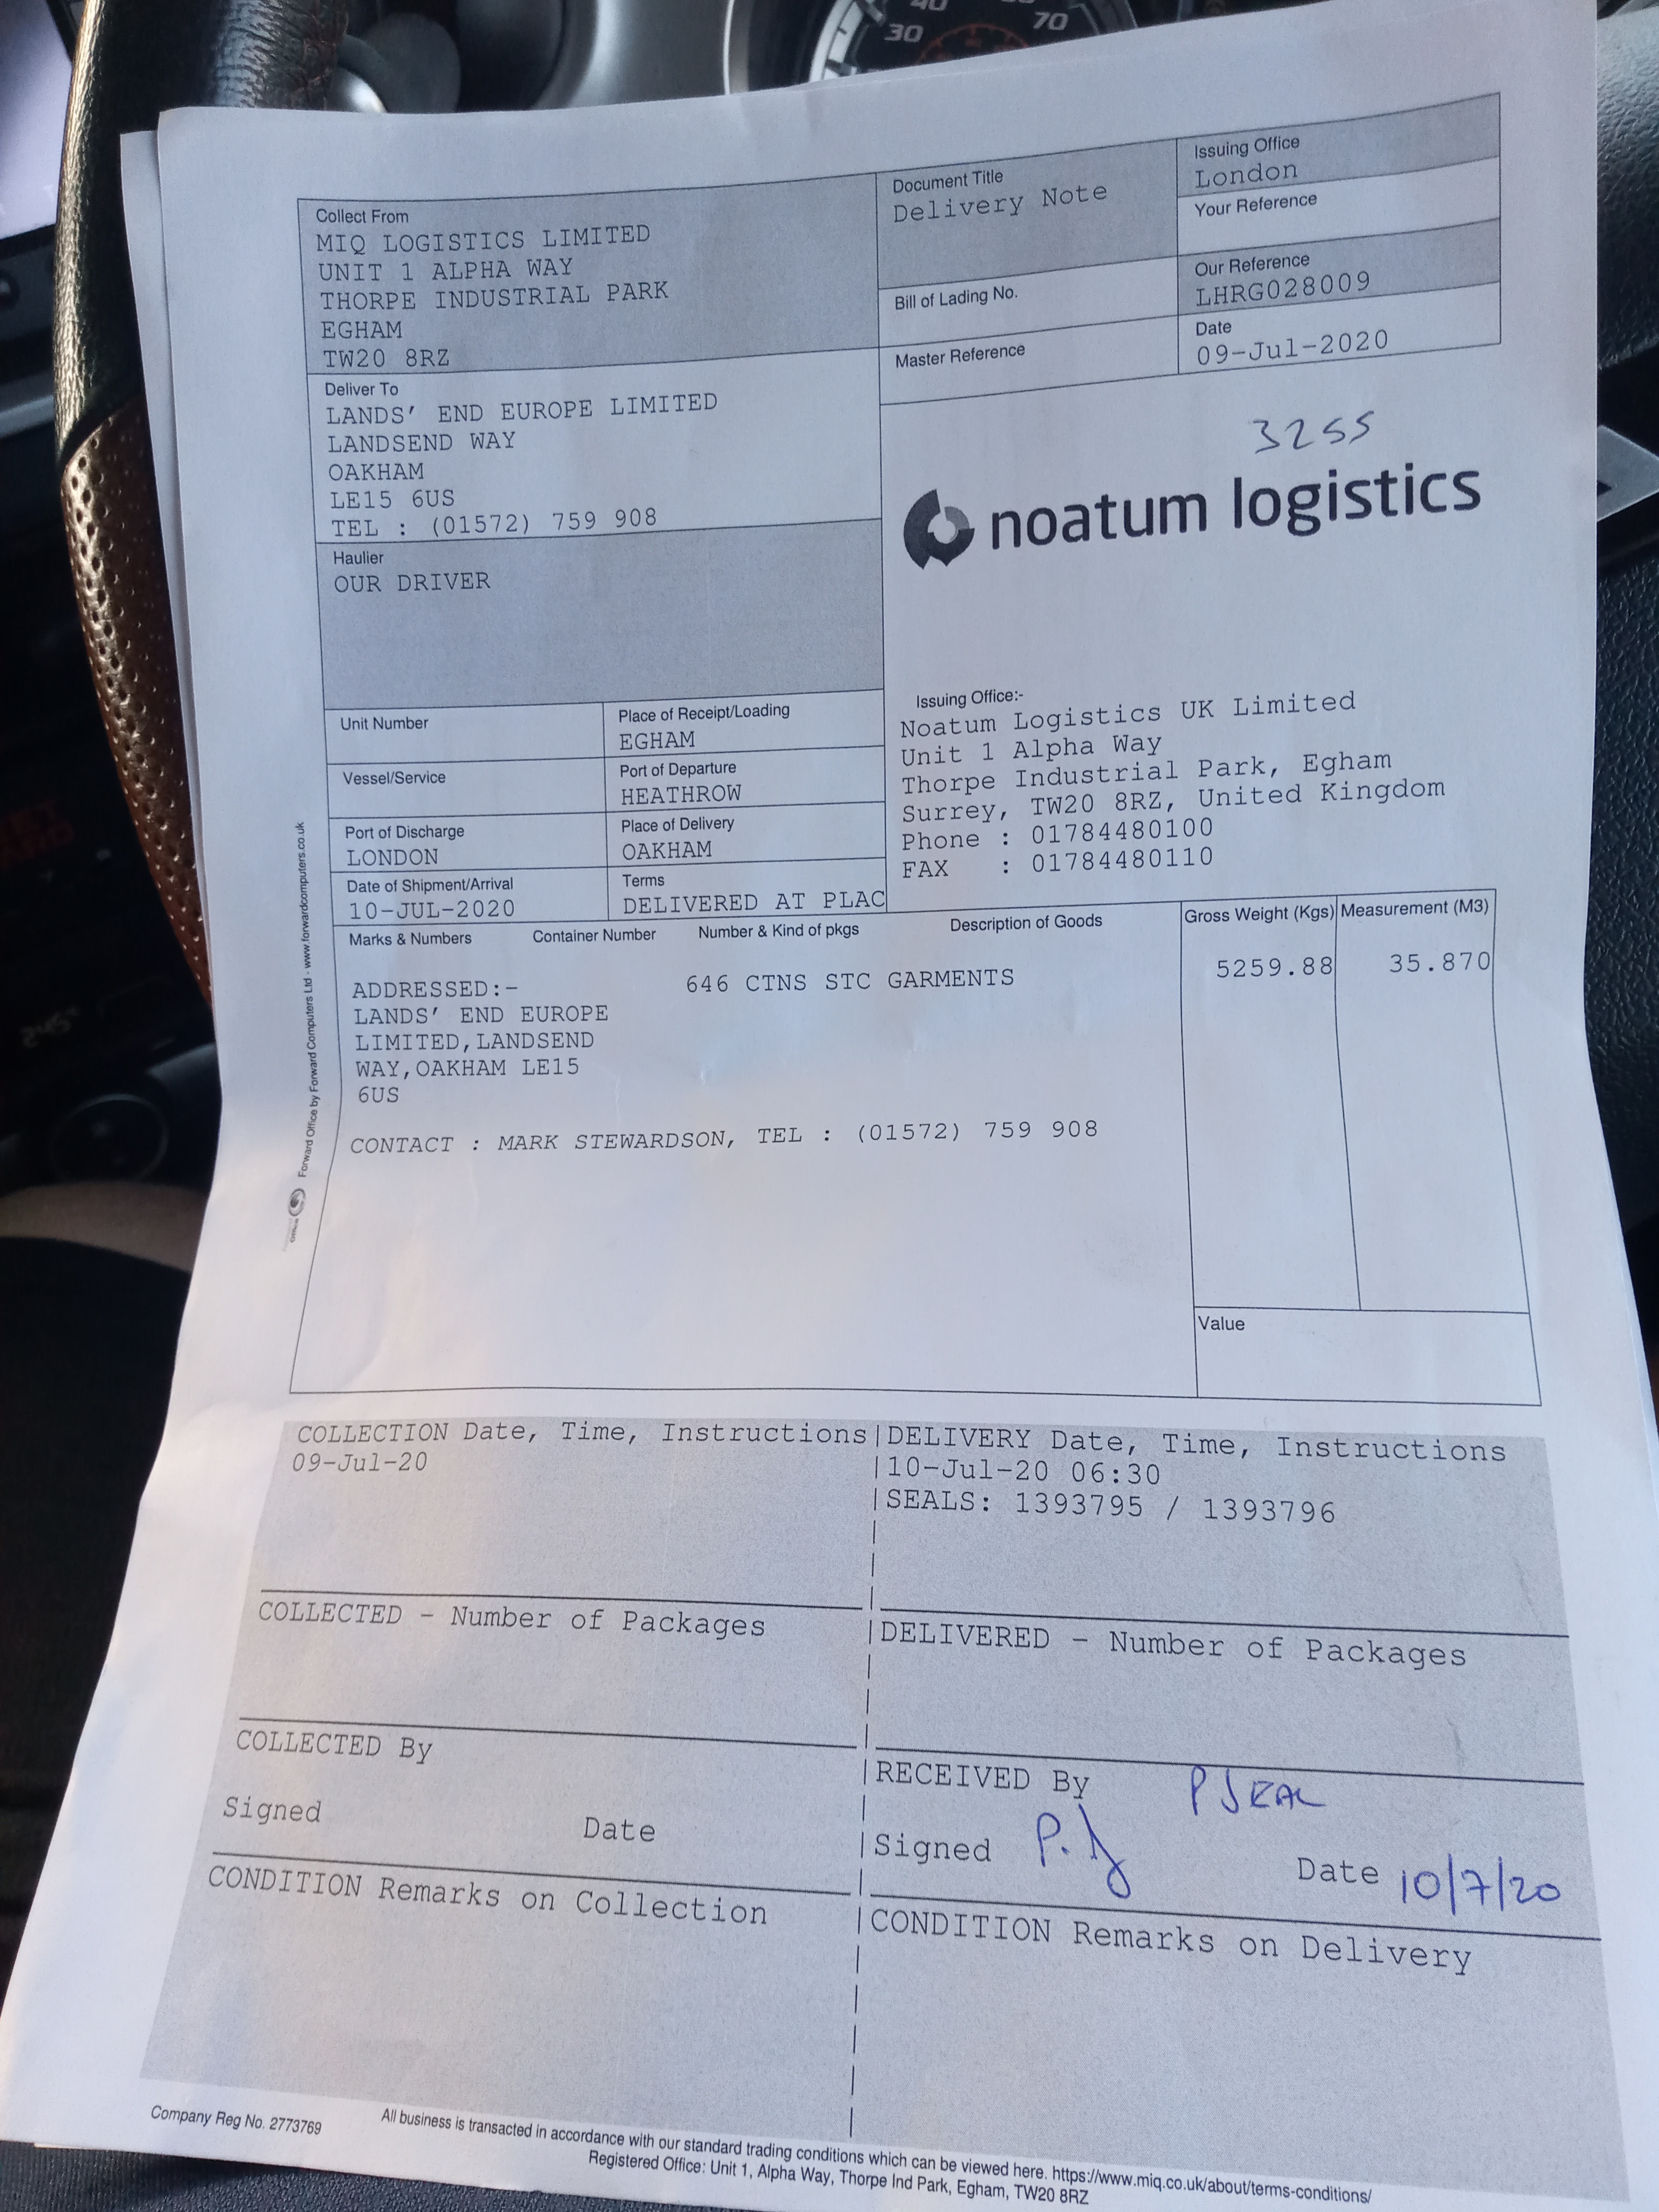 40
30
70
Collect From
MIQ LOGISTICS LIMITED
UNIT 1 ALPHA WAY
THORPE INDUSTRIAL PARK
EGHAM
TW20 8RZ
Document Title
Delivery Note
Issuing Office
London
Your Reference
Bill of Lading No.
Our Reference
LHRG028009
Master Reference
Date
09-Jul-2020
Deliver To
LANDS' END EUROPE LIMITED
LANDSEND WAY
OAKHAM
LE15 6US
TEL : (01572) 759 908
3255
noatum logistics
Haulier
OUR DRIVER
Issuing Office:-
Noatum Logistics UK Limited
Unit 1 Alpha Way
Thorpe Industrial Park, Egham
Surrey, TW20 8RZ, United Kingdom
Phone : 01784480100
FAX : 01784480110
Unit Number
Place of Receipt/Loading
EGHAM
Vessel/Service
Port of Departure
HEATHROW
Port of Discharge
LONDON
Place of Delivery
OAKHAM
Date of Shipment/Arrival
10-JUL-2020
Terms
DELIVERED AT PLAC
Marks & Numbers Container Number Number & Kind of pkgs Description of Goods Gross Weight (Kgs) Measurement (M3)
ADDRESSED:- 646 CTNS STC GARMENTS 5259.88 35.870
LANDS' END EUROPE
LIMITED,LANDSEND
WAY,OAKHAM LE15
6US
CONTACT : MARK STEWARDSON, TEL : (01572) 759 908
Value
Forward Office by Forward Computers Ltd - www.forwardcomputers.co.uk
COLLECTION Date, Time, Instructions|DELIVERY Date, Time, Instructions
09-Jul-20 |10-Jul-20 06:30
|SEALS: 1393795 / 1393796
COLLECTED - Number of Packages |DELIVERED - Number of Packages
COLLECTED By |RECEIVED By P SEAL
Signed Date |Signed P.S Date 10/7/20
CONDITION Remarks on Collection |CONDITION Remarks on Delivery
Company Reg No. 2773769
All business is transacted in accordance with our standard trading conditions which can be viewed here. https://www.miq.co.uk/about/terms-conditions/
Registered Office: Unit 1, Alpha Way, Thorpe Ind Park, Egham, TW20 8RZ